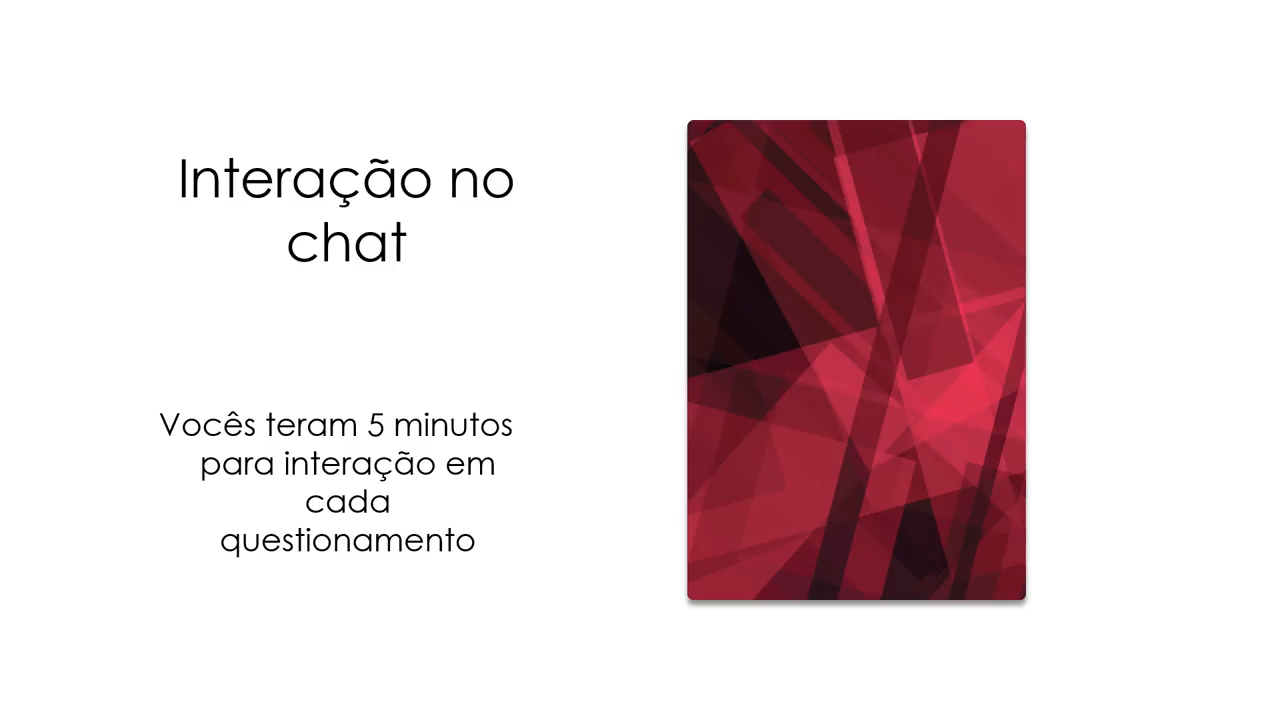 Interação no
chat
Vocês teram 5 minutos
para interação em
cada
questionamento